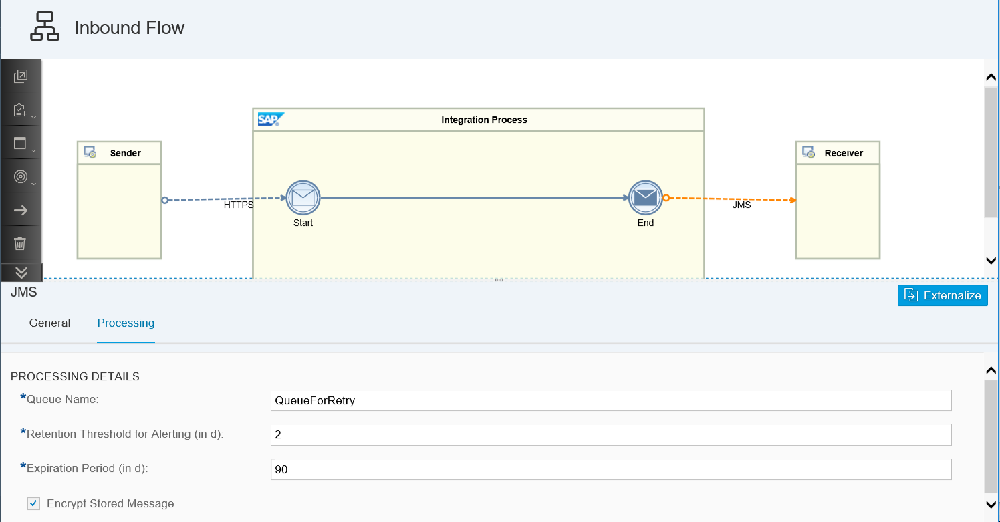 Inbound Flow
SAP
Integration Process
Sender
Receiver
HTTPS
JMS
Start
End
JMS
Externalize
General
Processing
PROCESSING DETAILS
*Queue Name:
QueueForRetry
*Retention Threshold for Alerting (in d):
2
*Expiration Period (in d):
90
Encrypt Stored Message